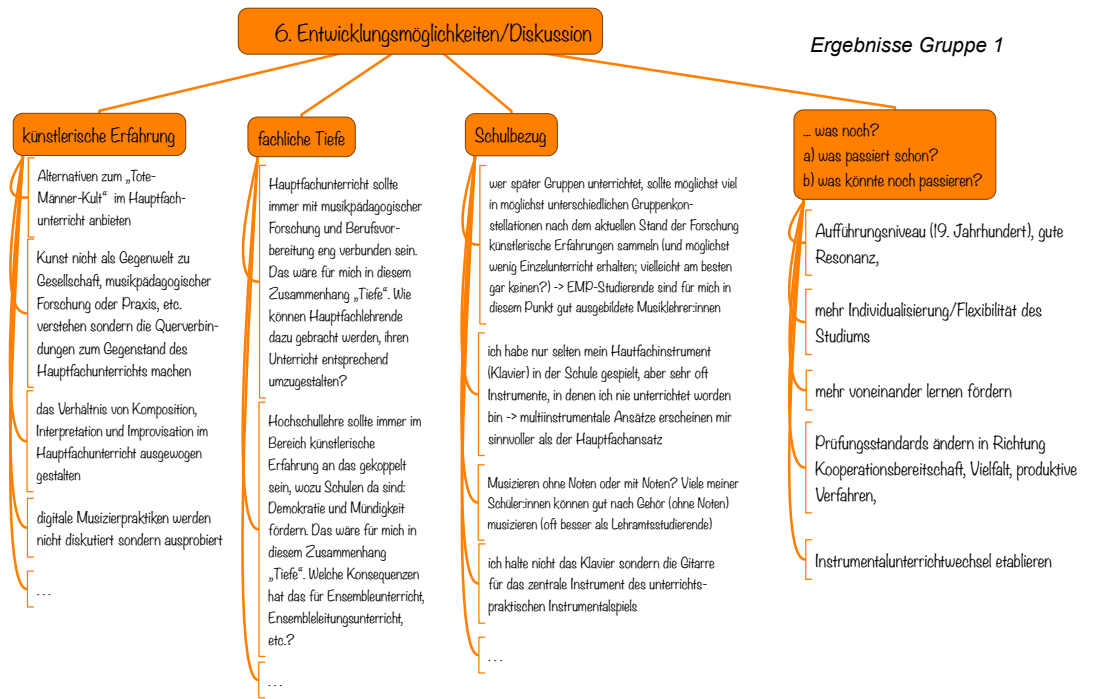 6. Entwicklungsmöglichkeiten/Diskussion
Ergebnisse Gruppe 1
künstlerische Erfahrung
Alternativen zum „Tote-
Männer-Kult“ im Hauptfach-
unterricht anbieten
Kunst nicht als Gegenwelt zu
Gesellschaft, musikpädagogischer
Forschung oder Praxis, etc.
verstehen sondern die Querverbin-
dungen zum Gegenstand des
Hauptfachunterrichts machen
das Verhältnis von Komposition,
Interpretation und Improvisation im
Hauptfachunterricht ausgewogen
gestalten
digitale Musizierpraktiken werden
nicht diskutiert sondern ausprobiert
...
fachliche Tiefe
Hauptfachunterricht sollte
immer mit musikpädagogischer
Forschung und Berufsvor-
bereitung eng verbunden sein.
Das wäre für mich in diesem
Zusammenhang „Tiefe“. Wie
können Hauptfachlehrende
dazu gebracht werden, ihren
Unterricht entsprechend
umzugestalten?
Hochschullehre sollte immer im
Bereich künstlerische
Erfahrung an das gekoppelt
sein, wozu Schulen da sind:
Demokratie und Mündigkeit
fördern. Das wäre für mich in
diesem Zusammenhang
„Tiefe“. Welche Konsequenzen
hat das für Ensembleunterricht,
Ensembleleitungsunterricht,
etc.?
...
Schulbezug
wer später Gruppen unterrichtet, sollte möglichst viel
in möglichst unterschiedlichen Gruppenkon-
stellationen nach dem aktuellen Stand der Forschung
künstlerische Erfahrungen sammeln (und möglichst
wenig Einzelunterricht erhalten; vielleicht am besten
gar keinen?) -> EMP-Studierende sind für mich in
diesem Punkt gut ausgebildete Musiklehrer:innen
ich habe nur selten mein Hautfachinstrument
(Klavier) in der Schule gespielt, aber sehr oft
Instrumente, in denen ich nie unterrichtet worden
bin -> multiinstrumentale Ansätze erscheinen mir
sinnvoller als der Hauptfachansatz
Musizieren ohne Noten oder mit Noten? Viele meiner
Schüler:innen können gut nach Gehör (ohne Noten)
musizieren (oft besser als Lehramtsstudierende)
ich halte nicht das Klavier sondern die Gitarre
für das zentrale Instrument des unterrichts-
praktischen Instrumentalspiels
...
... was noch?
a) was passiert schon?
b) was könnte noch passieren?
Aufführungsniveau (19. Jahrhundert), gute
Resonanz,
mehr Individualisierung/Flexibilität des
Studiums
mehr voneinander lernen fördern
Prüfungsstandards ändern in Richtung
Kooperationsbereitschaft, Vielfalt, produktive
Verfahren,
Instrumentalunterrichtwechsel etablieren